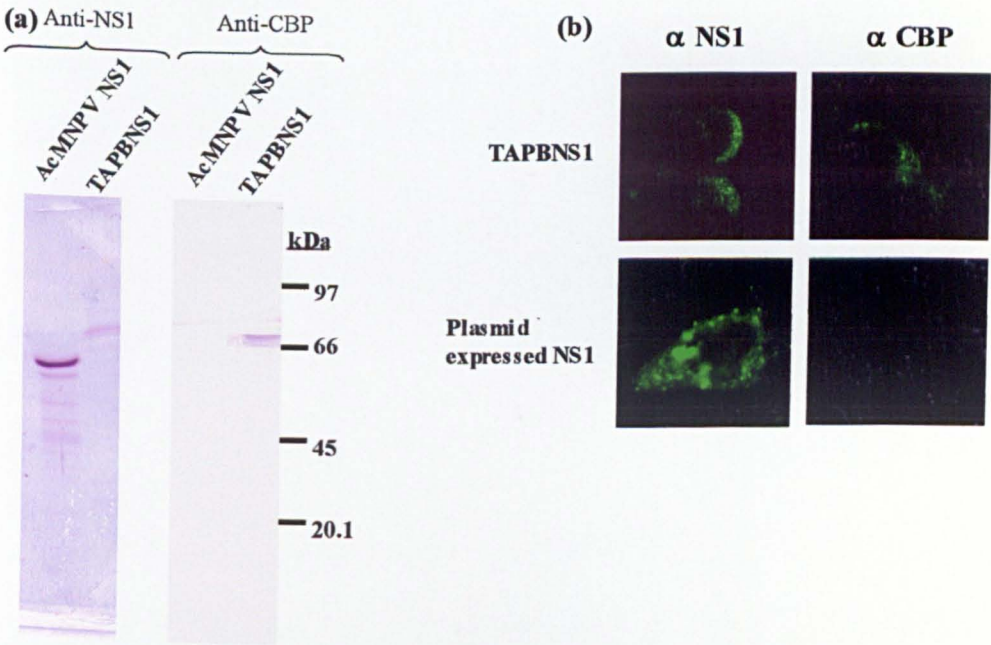 (a) Anti-NS1
Anti-CBP
AcMNPV NS1
TAPBNS1
AcMNPV NS1
TAPBNS1
kDa
97
66
45
20.1
(b)
α NS1
α CBP
TAPBNS1
Plasmid
expressed NS1